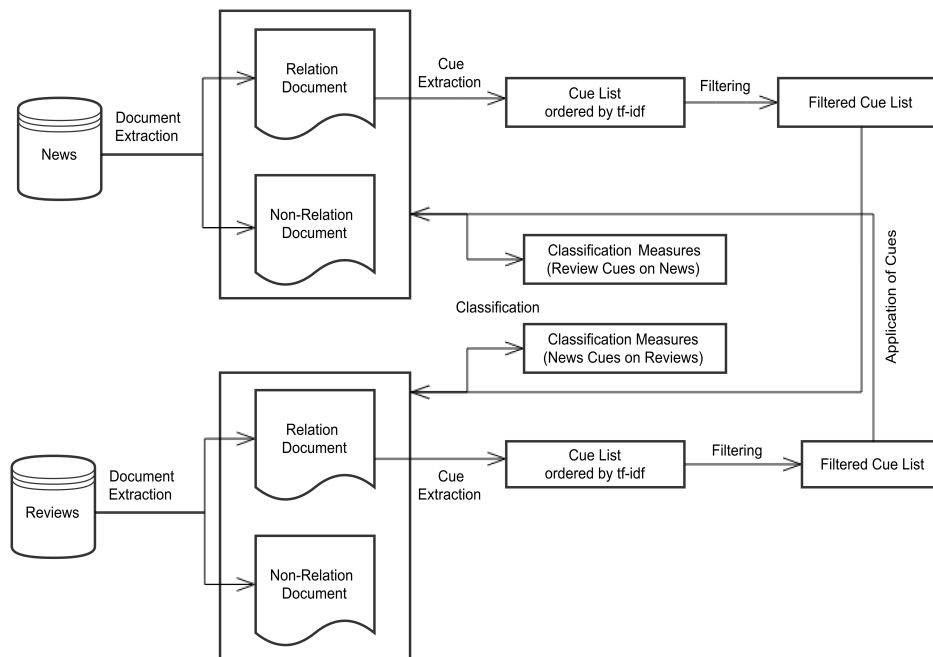 Relation
Document
Cue
Extraction
Cue List
ordered by tf-idf
Filtering
Filtered Cue List
Document
Extraction
News
Non-Relation
Document
Classification Measures
(Review Cues on News)
Application of Cues
Classification
Classification Measures
(News Cues on Reviews)
Relation
Document
Cue List
ordered by tf-idf
Filtering
Filtered Cue List
Document
Extraction
Cue
Extraction
Reviews
Non-Relation
Document